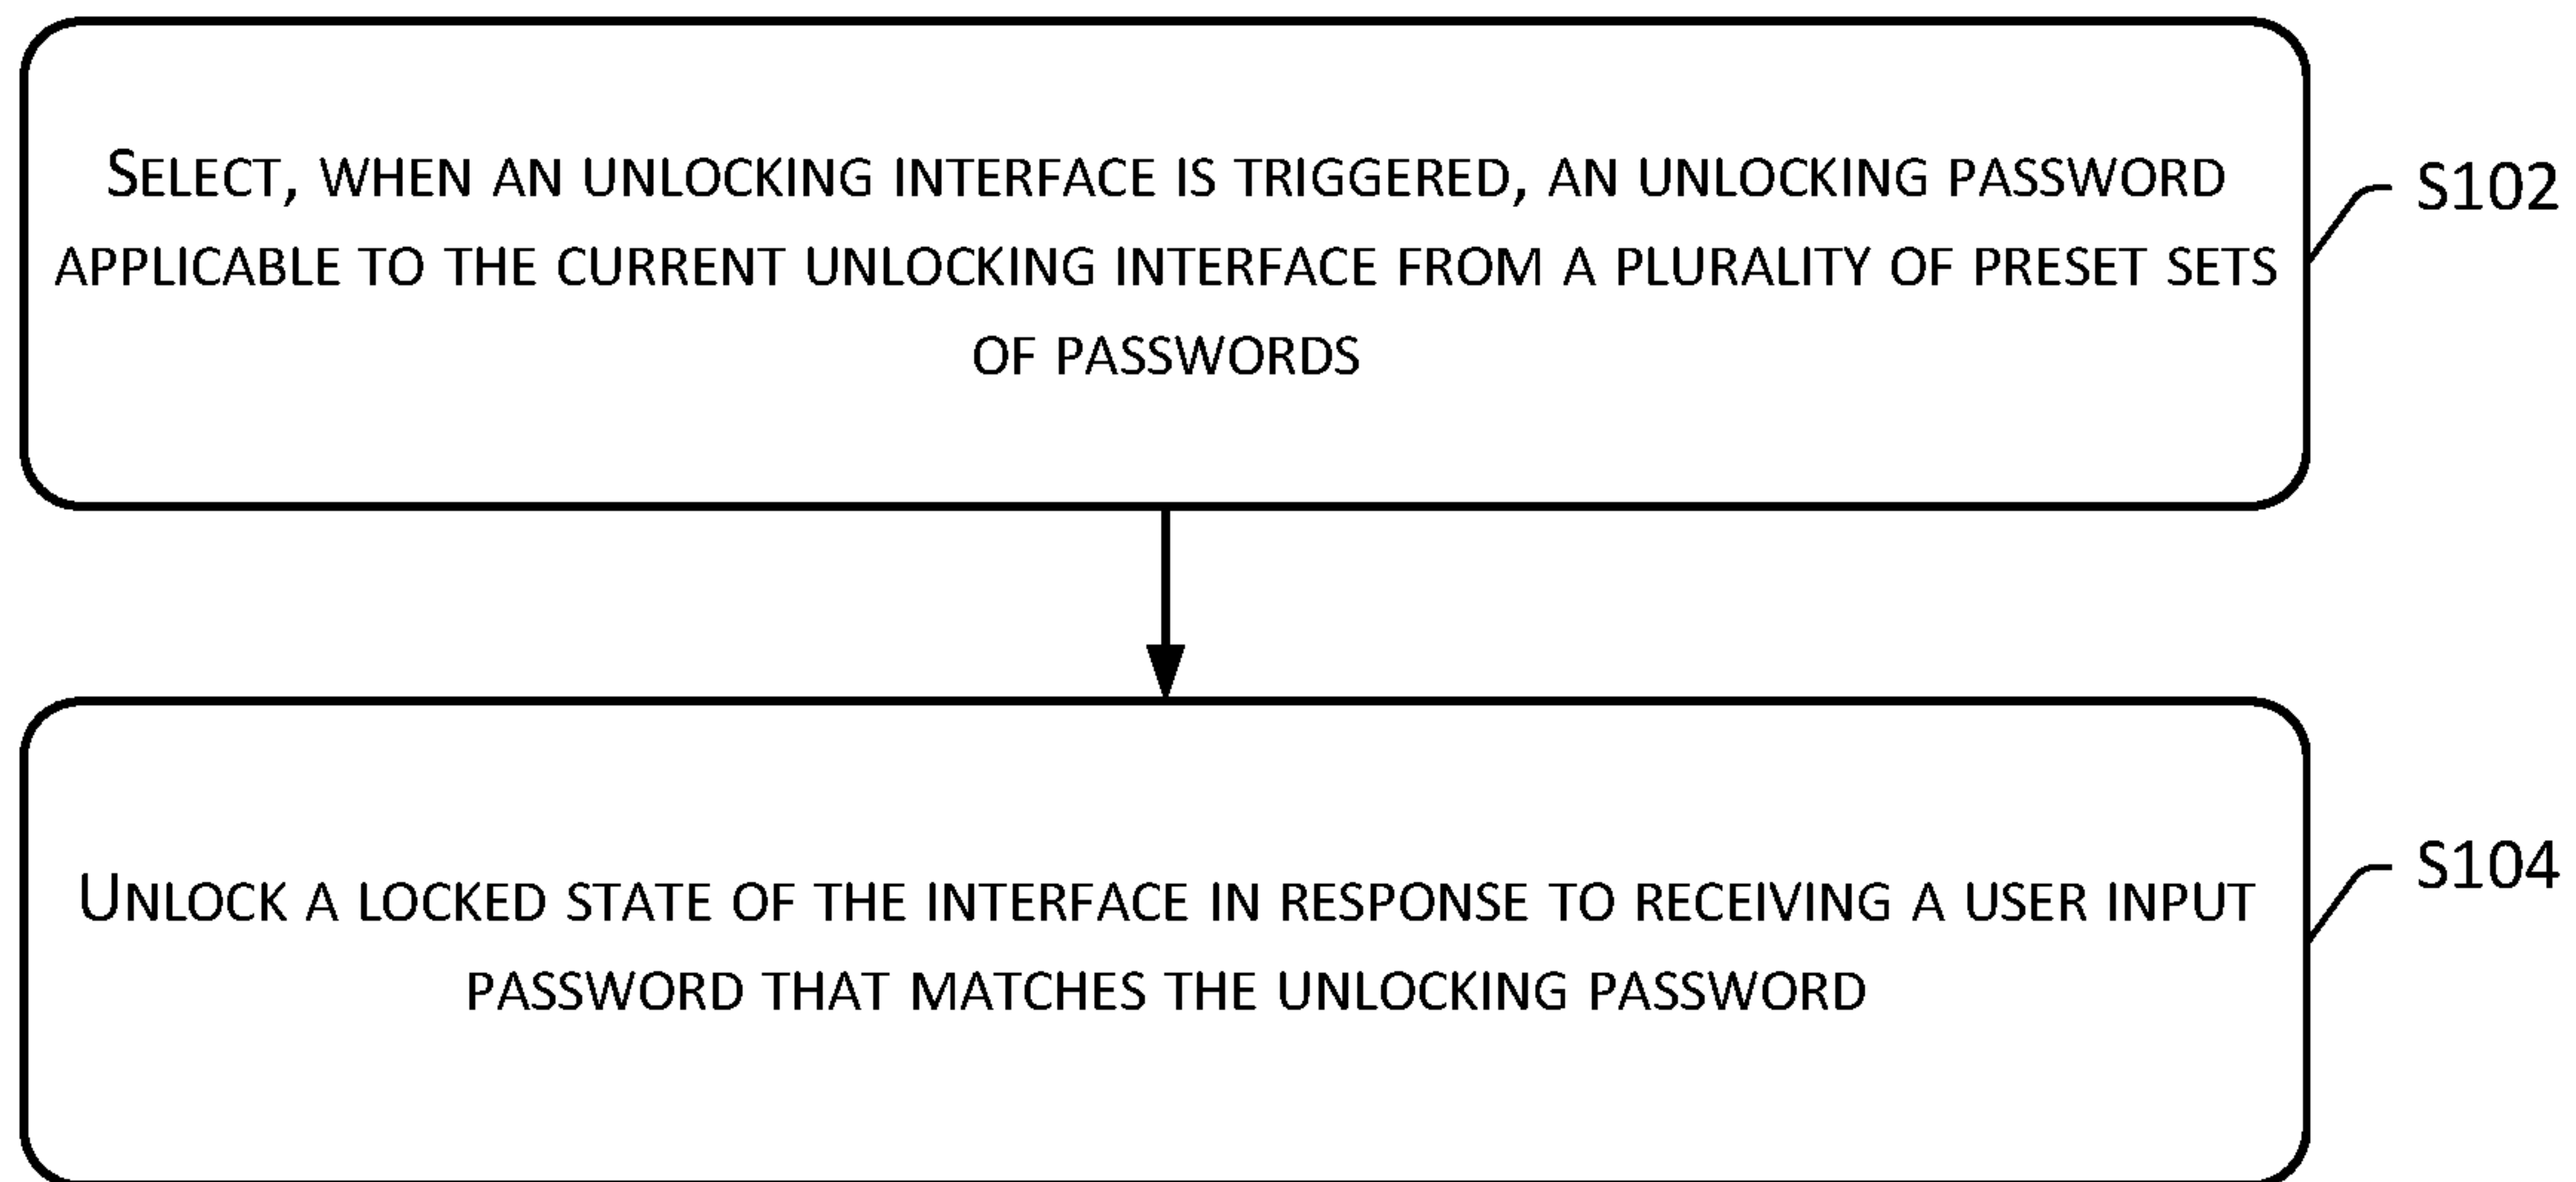 SELECT, WHEN AN UNLOCKING INTERFACE IS TRIGGERED, AN UNLOCKING PASSWORD
S102
APPLICABLE TO THE CURRENT UNLOCKING INTERFACE FROM A PLURALITY OF PRESET SETS
OF PASSWORDS
S104
UNLOCK A LOCKED STATE OF THE INTERFACE IN RESPONSE TO RECEIVING A USER INPUT
PASSWORD THAT MATCHES THE UNLOCKING PASSWORD